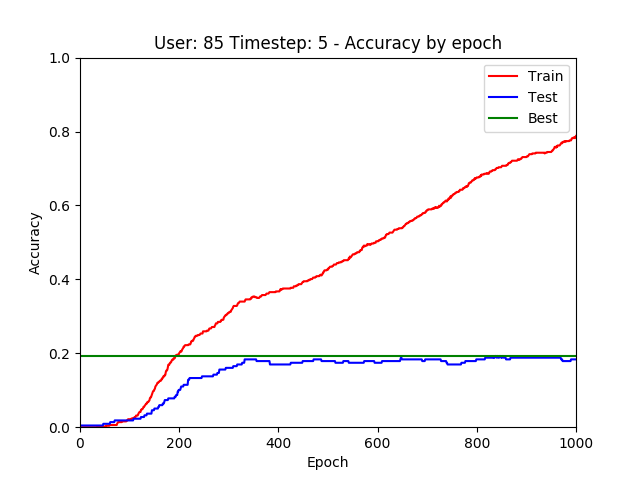 User: 85 Timestep: 5 - Accuracy by epoch
1.0
0.8
0.6
0.4
0.2
0.0
Accuracy
Train
Test
Best
0 200 400 600 800 1000
Epoch